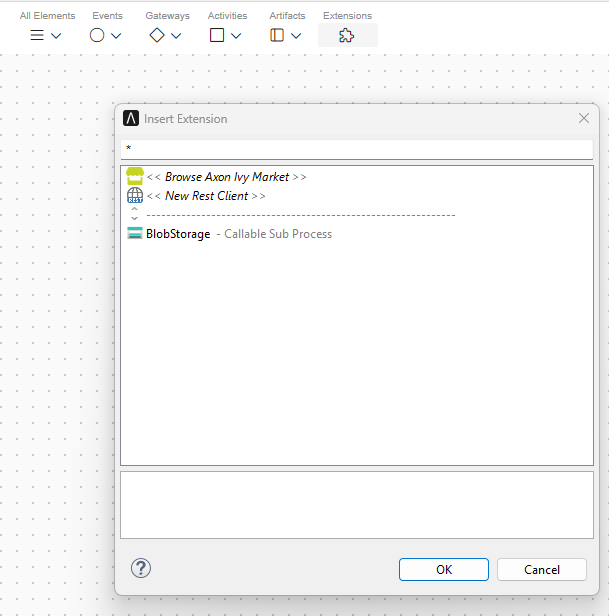 All Elements Events Gateways Activities Artifacts Extensions
Insert Extension
*
<< Browse Axon Ivy Market >>
REST << New Rest Client >>
--------------------------------------------------------------
BlobStorage - Callable Sub Process
? OK Cancel